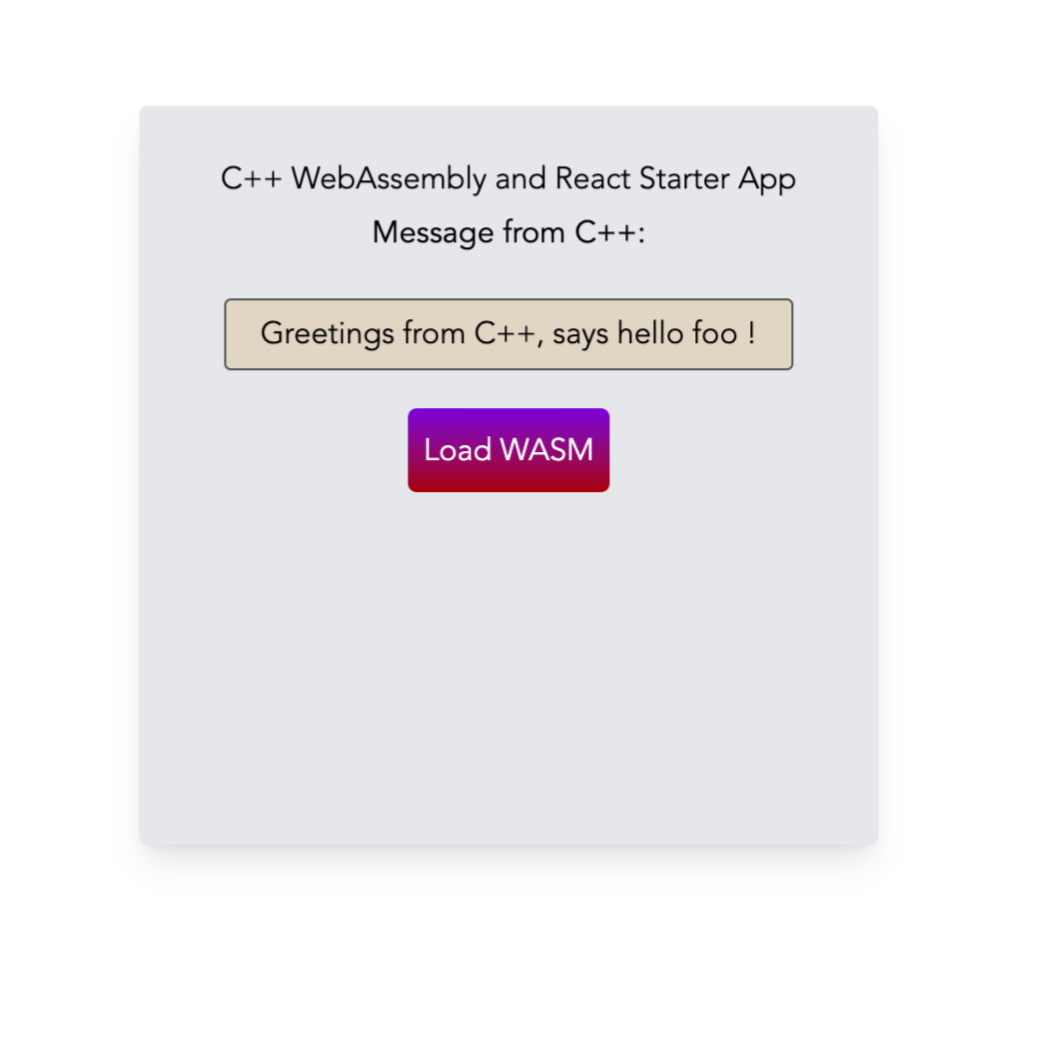 C++ WebAssembly and React Starter App
Message from C++:
Greetings from C++, says hello foo !
Load WASM